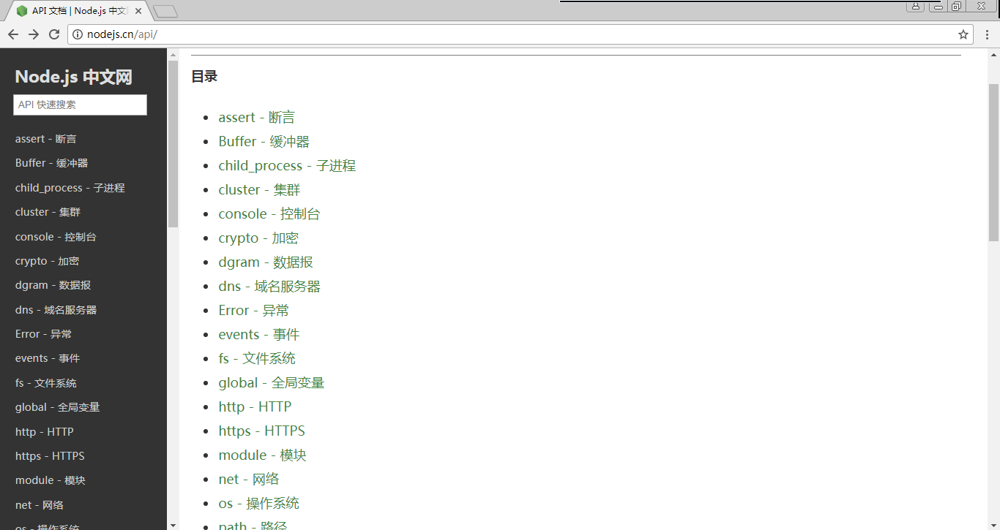 API 文档 | Node.js 中文
nodejs.cn/api/
Node.js 中文网
API 快速搜索
assert - 断言
Buffer - 缓冲器
child_process - 子进程
cluster - 集群
console - 控制台
crypto - 加密
dgram - 数据报
dns - 域名服务器
Error - 异常
events - 事件
fs - 文件系统
global - 全局变量
http - HTTP
https - HTTPS
module - 模块
net - 网络
os - 操作系统
目录
assert - 断言
Buffer - 缓冲器
child_process - 子进程
cluster - 集群
console - 控制台
crypto - 加密
dgram - 数据报
dns - 域名服务器
Error - 异常
events - 事件
fs - 文件系统
global - 全局变量
http - HTTP
https - HTTPS
module - 模块
net - 网络
os - 操作系统
path - 路径